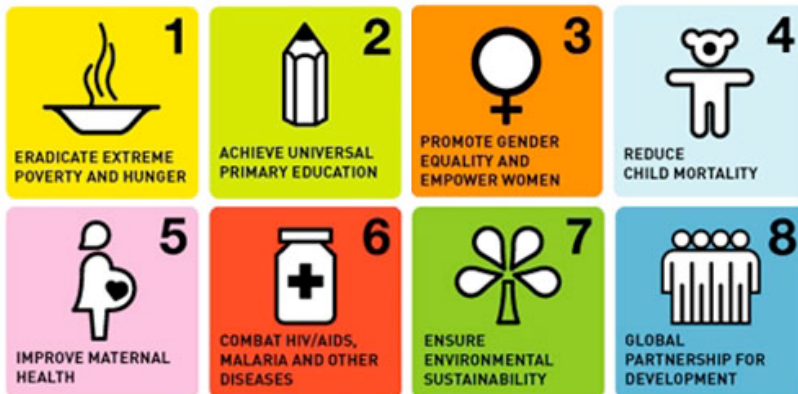 1
ERADICATE EXTREME
POVERTY AND HUNGER
2
ACHIEVE UNIVERSAL
PRIMARY EDUCATION
3
PROMOTE GENDER
EQUALITY AND
EMPOWER WOMEN
4
REDUCE
CHILD MORTALITY
5
IMPROVE MATERNAL
HEALTH
6
COMBAT HIV/AIDS,
MALARIA AND OTHER
DISEASES
7
ENSURE
ENVIRONMENTAL
SUSTAINABILITY
8
GLOBAL
PARTNERSHIP FOR
DEVELOPMENT